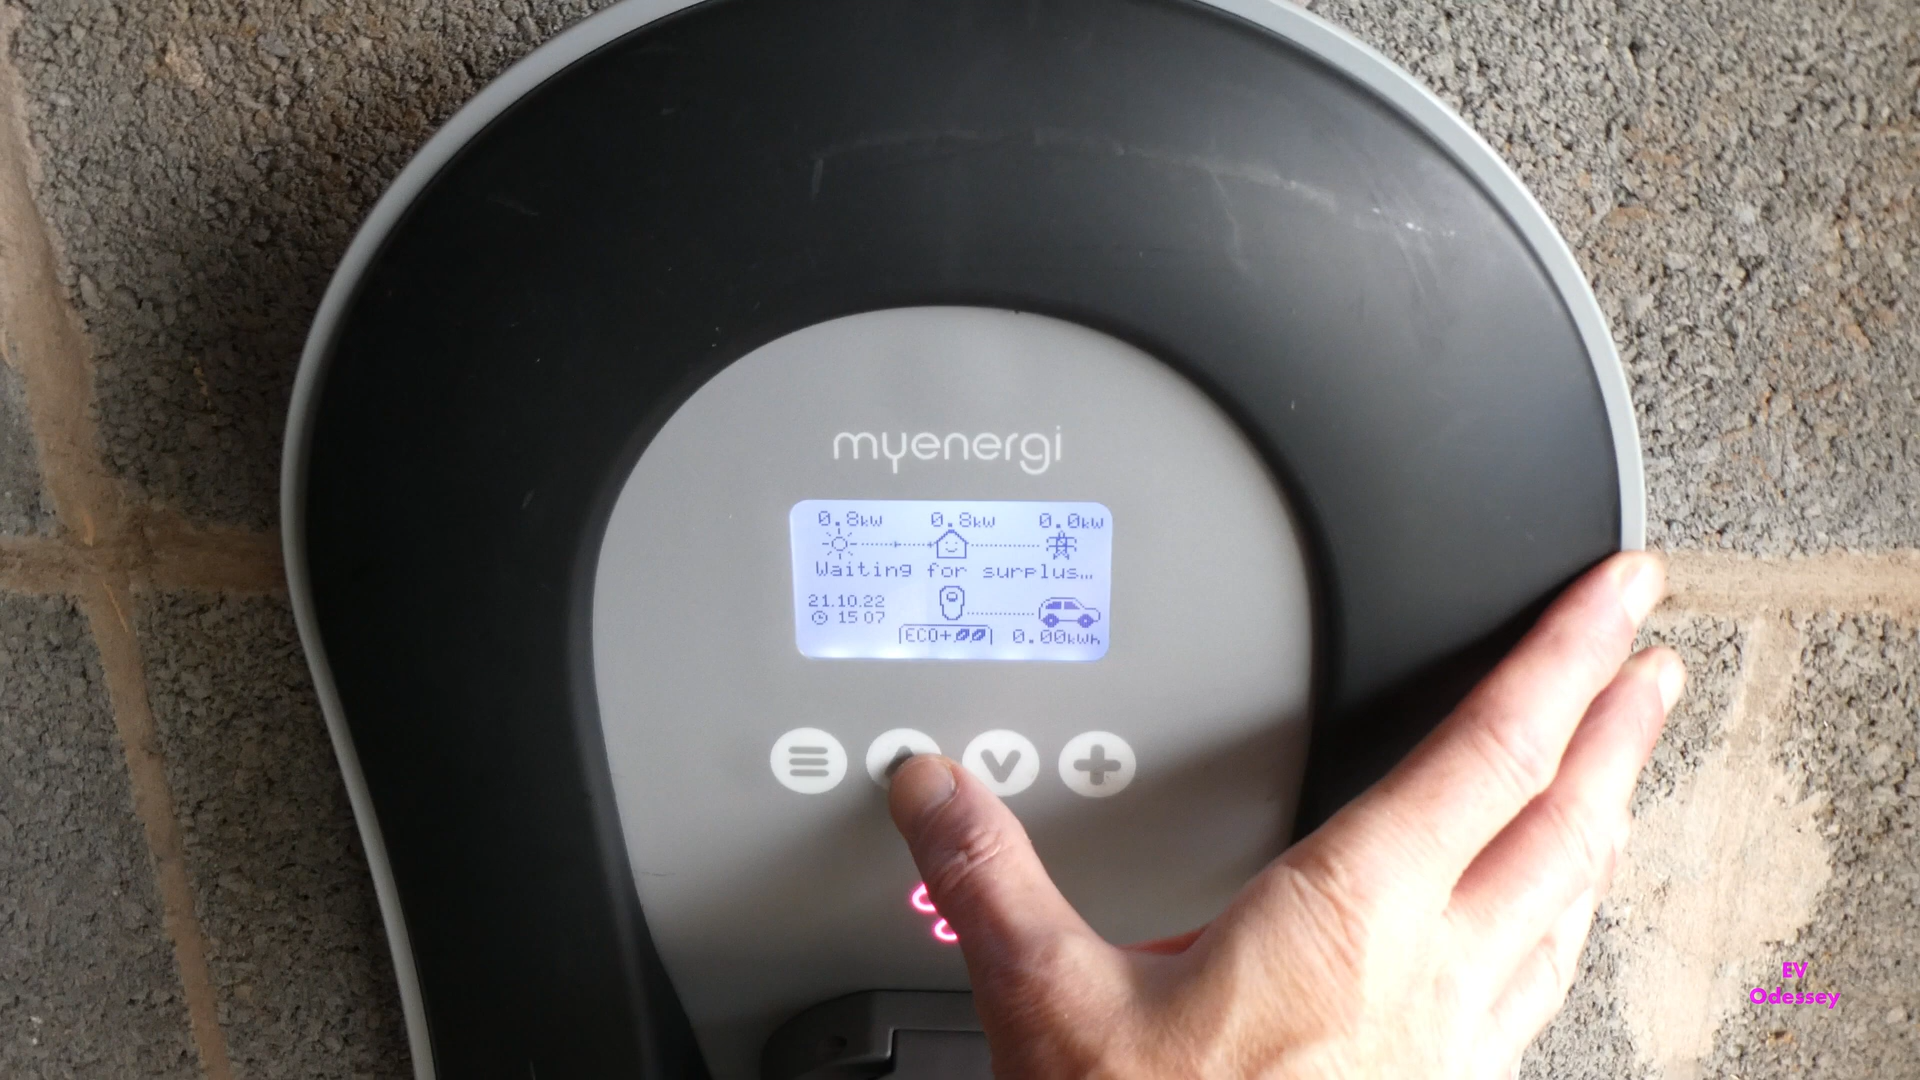 myenergi
0.8kW 0.8kW 0.0kW
Waiting for surplus...
21.10.22
15 07
ECO+ 0.00kWh
EV
Odessey